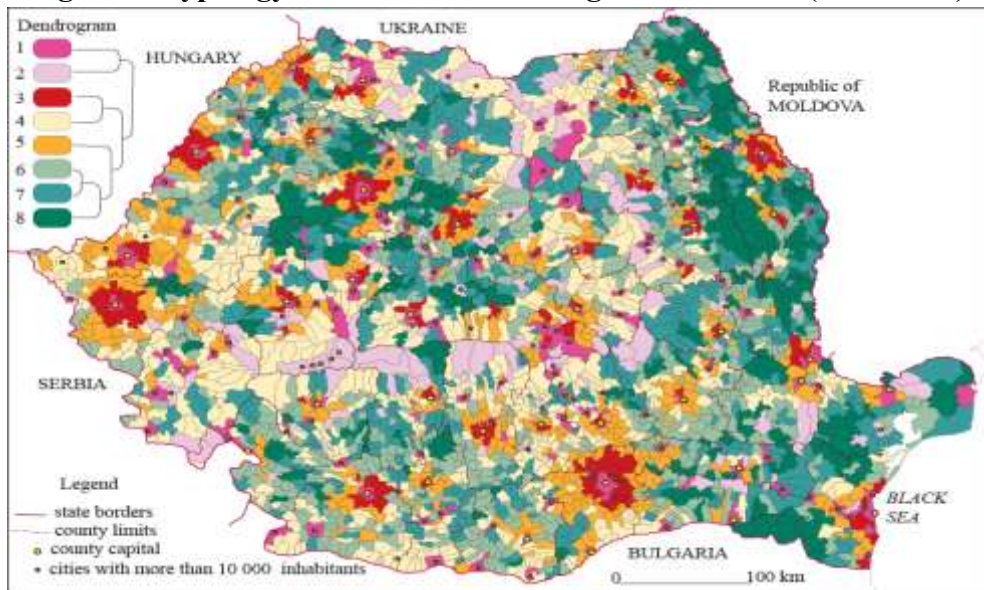 Dendrogram
1
2
3
4
5
6
7
8
UKRAINE
HUNGARY
Republic of
MOLDOVA
SERBIA
Legend
state borders
county limits
county capital
cities with more than 10 000 inhabitants
BULGARIA
BLACK
SEA
0 100 km